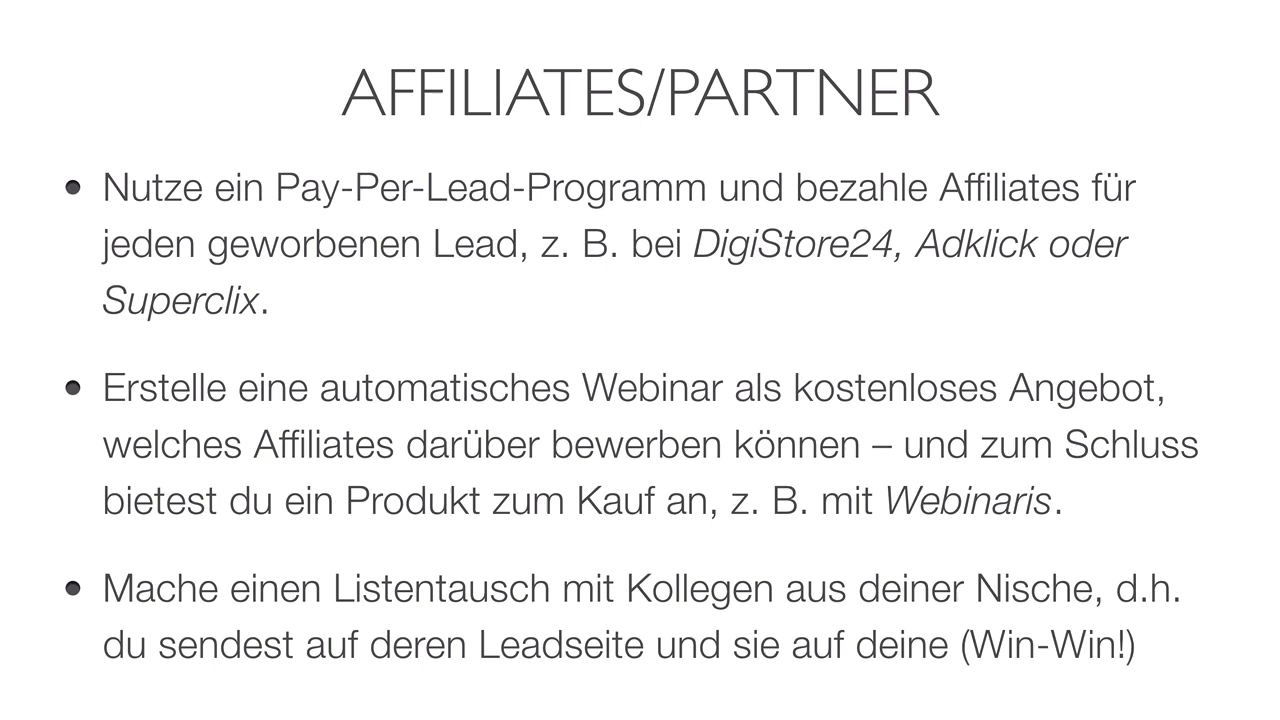 AFFILIATES/PARTNER
• Nutze ein Pay-Per-Lead-Programm und bezahle Affiliates für
jeden geworbenen Lead, z. B. bei DigiStore24, Adklick oder
Superclix.
• Erstelle eine automatisches Webinar als kostenloses Angebot,
welches Affiliates darüber bewerben können – und zum Schluss
bietest du ein Produkt zum Kauf an, z. B. mit Webinaris.
• Mache einen Listentausch mit Kollegen aus deiner Nische, d.h.
du sendest auf deren Leadseite und sie auf deine (Win-Win!)